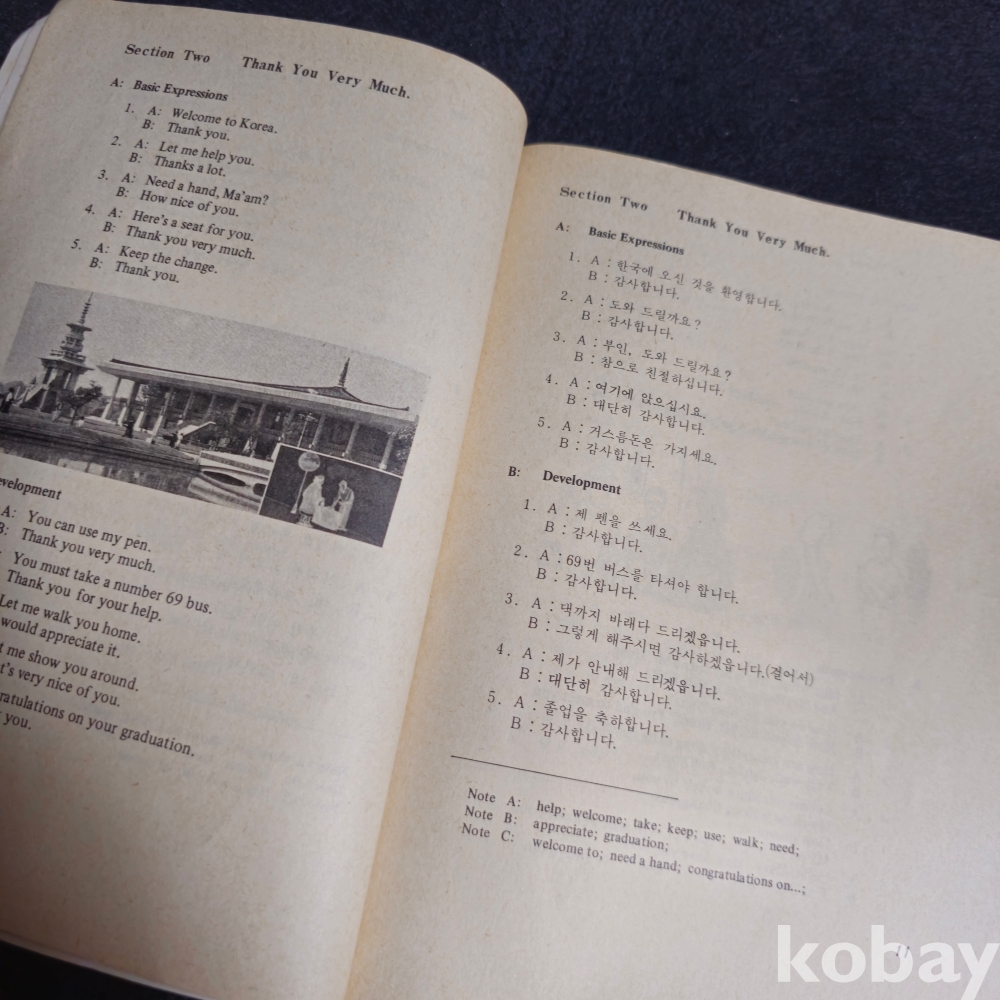 Section Two Thank You Very Much.
A: Basic Expressions
1. A: Welcome to Korea.
B: Thank you.
2. A: Let me help you.
B: Thanks a lot.
3. A: Need a hand, Ma'am?
B: How nice of you.
4. A: Here's a seat for you.
B: Thank you very much.
5. A: Keep the change.
B: Thank you.
evelopment
A: You can use my pen.
B: Thank you very much.
You must take a number 69 bus.
Thank you for your help.
Let me walk you home.
would appreciate it.
t me show you around.
t's very nice of you.
ratulations on your graduation.
you.
Section Two Thank You Very Much.
A: Basic Expressions
1. A : 한국에 오신 것을 환영합니다.
B : 감사합니다.
2. A : 도와 드릴까요?
B : 감사합니다.
3. A : 부인, 도와 드릴까요?
B : 참으로 친절하십니다.
4. A : 여기에 앉으십시요.
B : 대단히 감사합니다.
5. A : 거스름돈은 가지세요.
B : 감사합니다.
B: Development
1. A : 제 펜을 쓰세요.
B : 감사합니다.
2. A : 69번 버스를 타셔야 합니다.
B : 감사합니다.
3. A : 댁까지 바래다 드리겠읍니다.
B : 그렇게 해주시면 감사하겠읍니다.(걸어서)
4. A : 제가 안내해 드리겠읍니다.
B : 대단히 감사합니다.
5. A : 졸업을 축하합니다.
B : 감사합니다.
Note A: help; welcome; take; keep; use; walk; need;
Note B: appreciate; graduation;
Note C: welcome to; need a hand; congratulations on...;
11
kobay